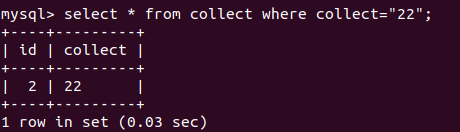 mysql> select * from collect where collect="22";
+----+---------+
| id | collect |
+----+---------+
|  2 | 22      |
+----+---------+
1 row in set (0.03 sec)